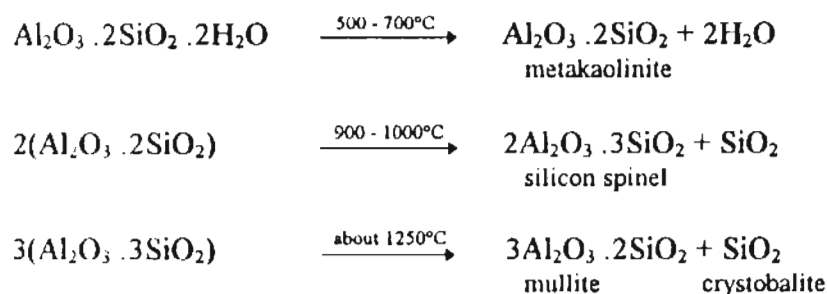 500 - 700°C
Al₂O₃ .2SiO₂ .2H₂O → Al₂O₃ .2SiO₂ + 2H₂O
metakaolinite
900 - 1000°C
2(Al₂O₃ .2SiO₂) → 2Al₂O₃ .3SiO₂ + SiO₂
silicon spinel
about 1250°C
3(Al₂O₃ .3SiO₂) → 3Al₂O₃ .2SiO₂ + SiO₂
mullite crystobalite